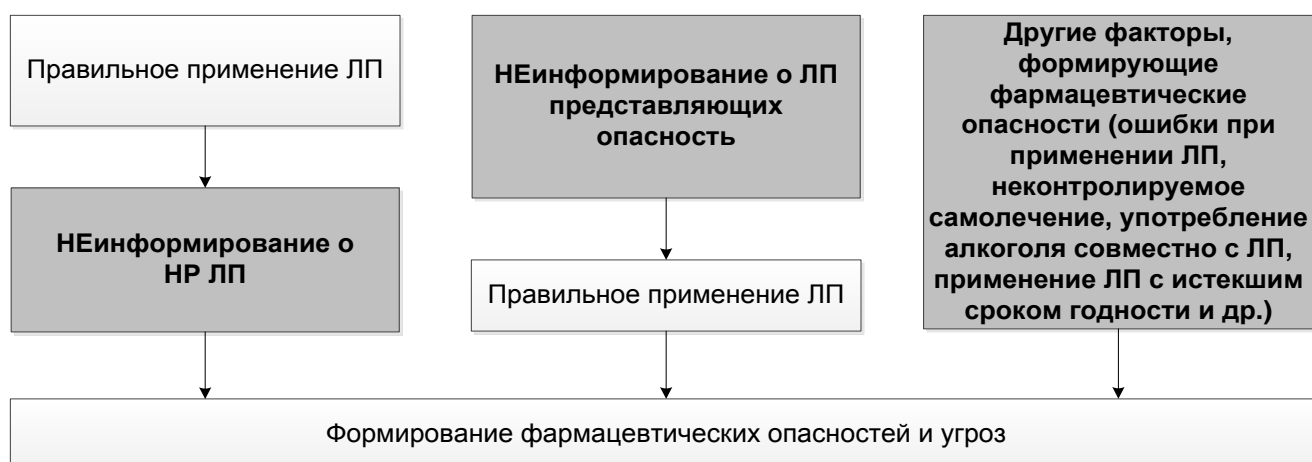 Правильное применение ЛП
НЕинформирование о
НР ЛП
НЕинформирование о ЛП
представляющих
опасность
Правильное применение ЛП
Другие факторы,
формирующие
фармацевтические
опасности (ошибки при
применении ЛП,
неконтролируемое
самолечение, употребление
алкоголя совместно с ЛП,
применение ЛП с истекшим
сроком годности и др.)
Формирование фармацевтических опасностей и угроз